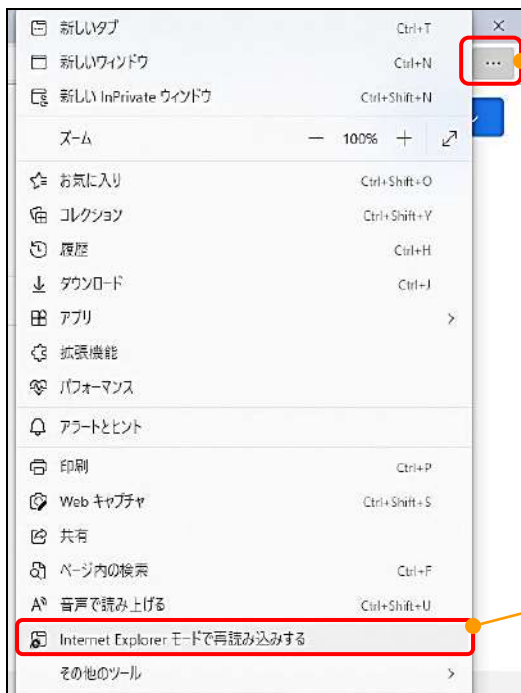 新しいタブ Ctrl+T
新しいウィンドウ Ctrl+N
新しい InPrivate ウィンドウ Ctrl+Shift+N
ズーム — 100% +
お気に入り Ctrl+Shift+O
コレクション Ctrl+Shift+Y
履歴 Ctrl+H
ダウンロード Ctrl+J
アプリ
拡張機能
パフォーマンス
アラートとヒント
印刷 Ctrl+P
Web キャプチャ Ctrl+Shift+S
共有
ページ内の検索 Ctrl+F
音声で読み上げる Ctrl+Shift+U
Internet Explorer モードで再読み込みする
その他のツール